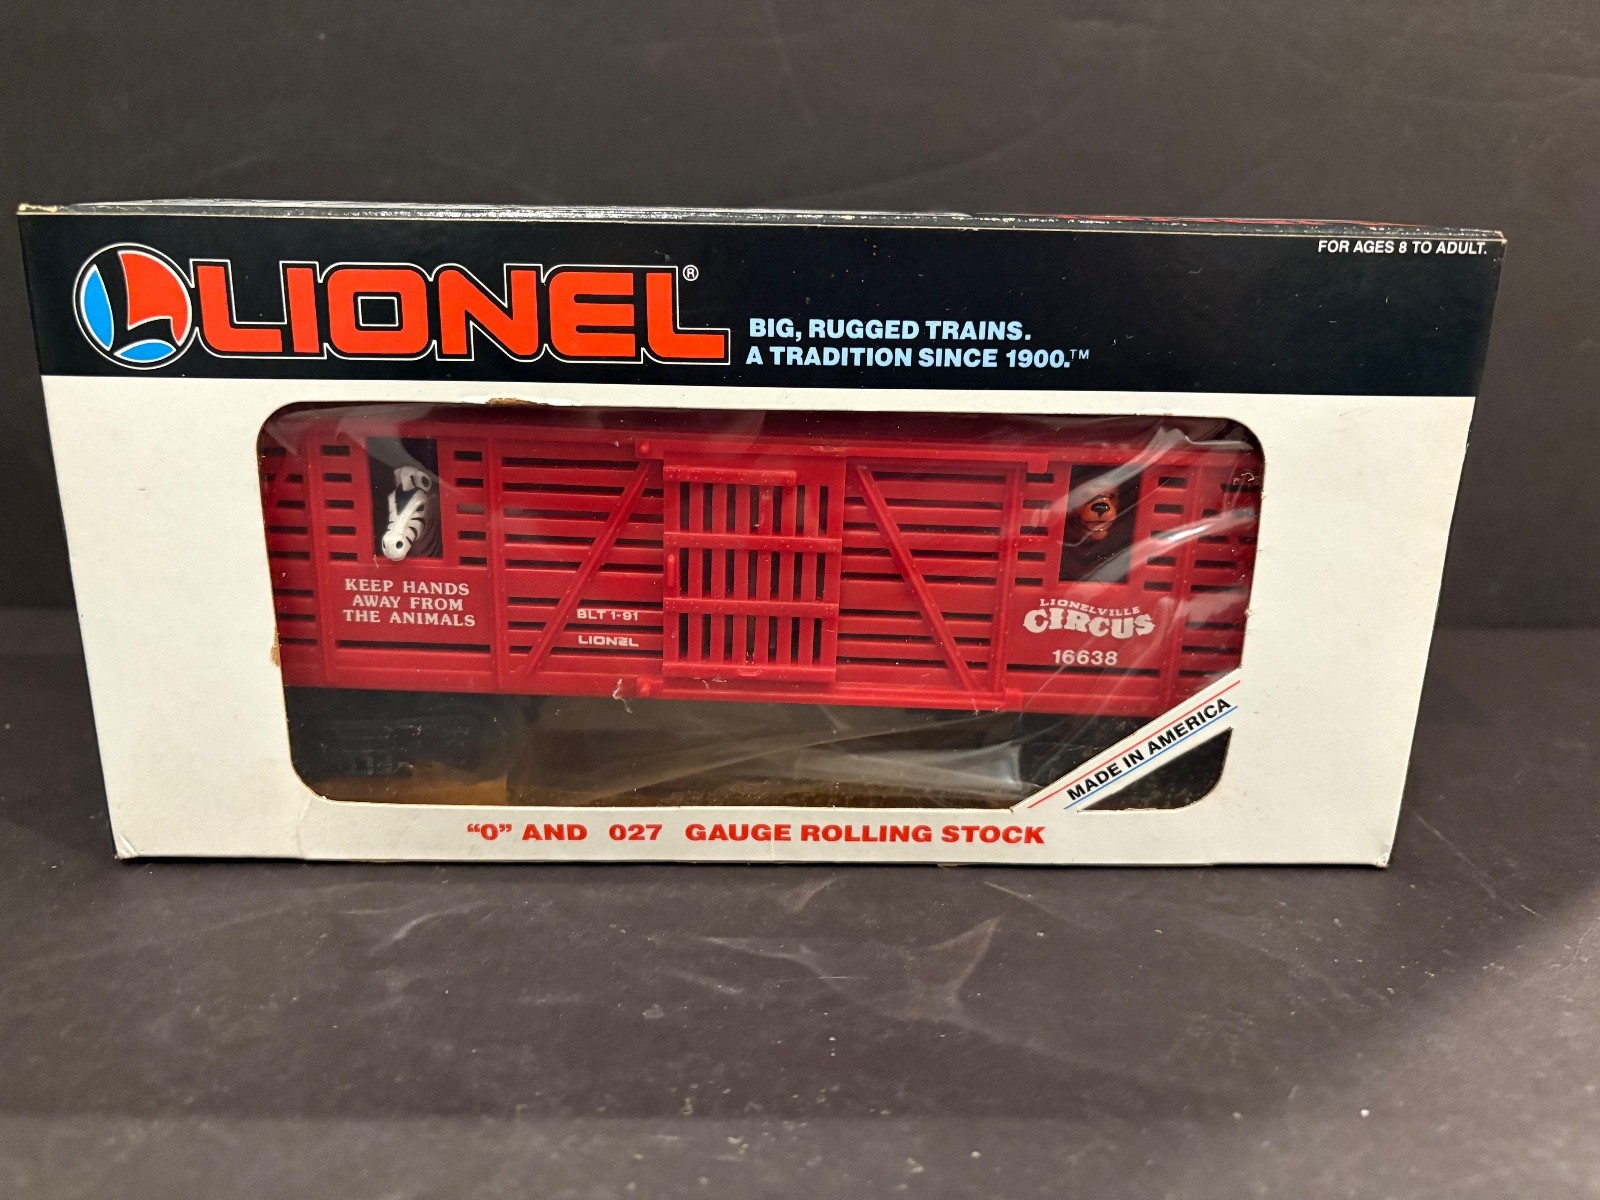 FOR AGES 8 TO ADULT.
LIONEL®
BIG, RUGGED TRAINS.
A TRADITION SINCE 1900.™
KEEP HANDS
AWAY FROM
THE ANIMALS
BLT 1-91
LIONEL
LIONELVILLE
CIRCUS
16638
MADE IN AMERICA
"O" AND 027 GAUGE ROLLING STOCK